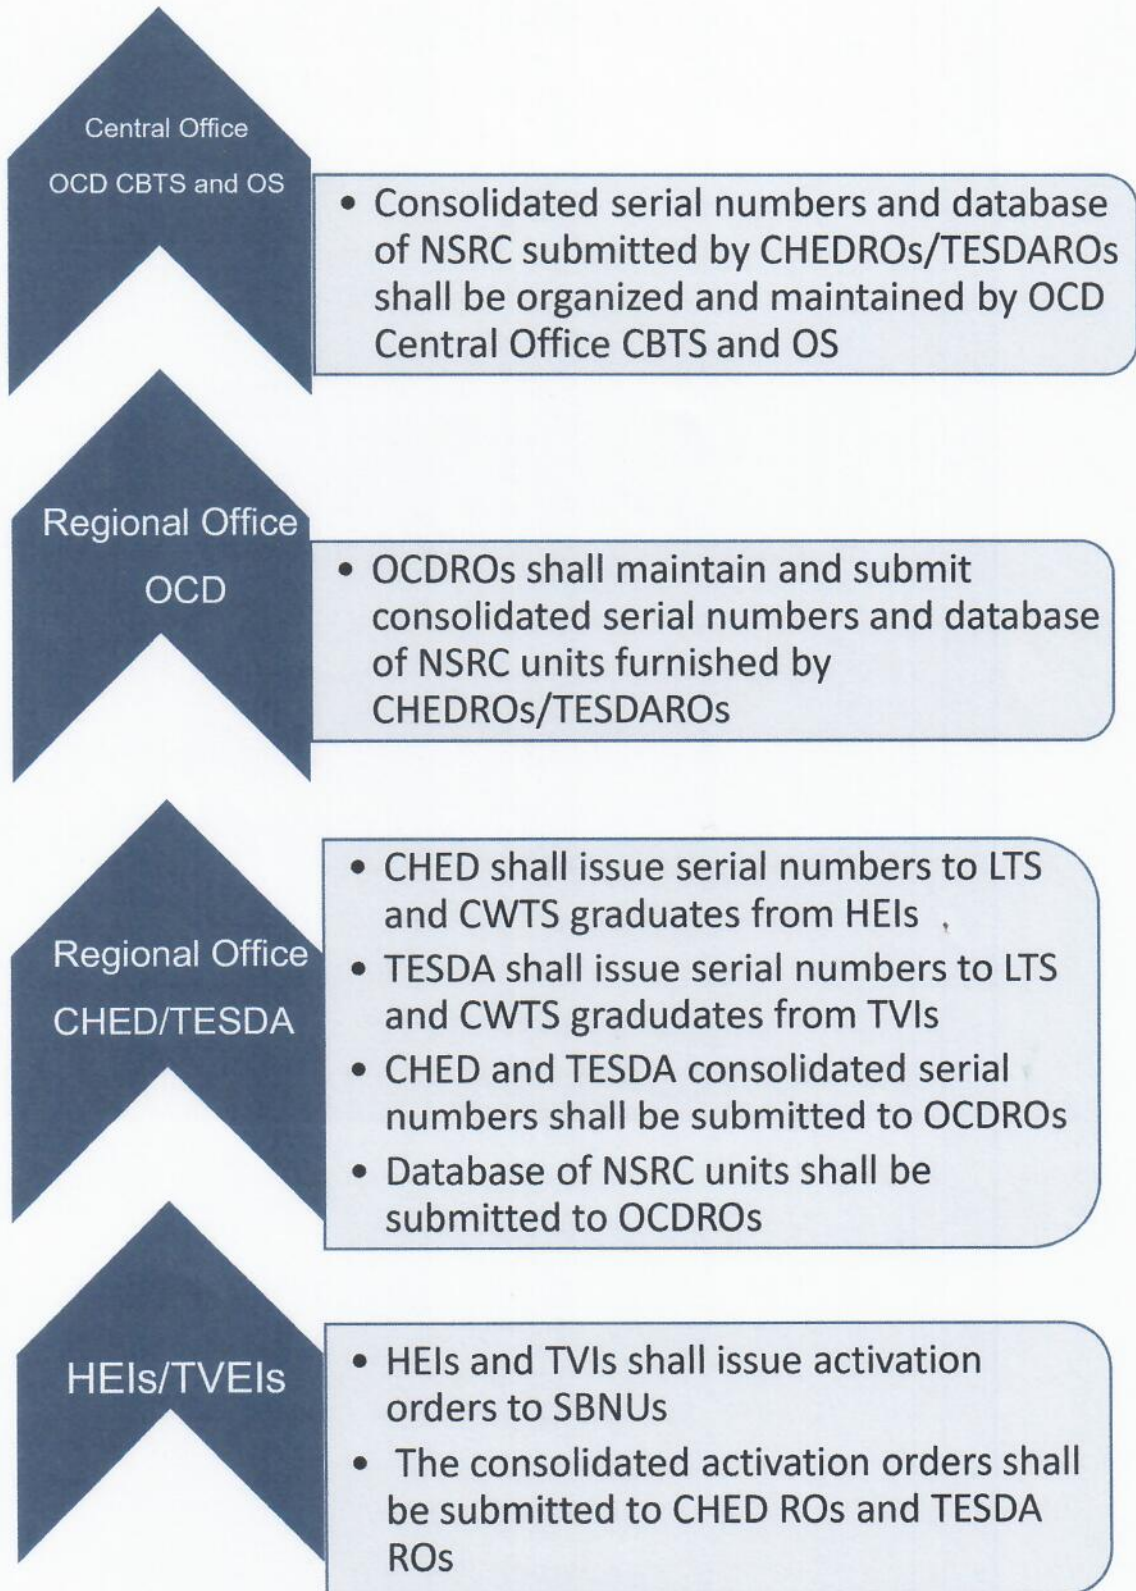 Central Office
OCD CBTS and OS
• Consolidated serial numbers and database
of NSRC submitted by CHEDROs/TESDAROs
shall be organized and maintained by OCD
Central Office CBTS and OS
Regional Office
OCD
• OCDROs shall maintain and submit
consolidated serial numbers and database
of NSRC units furnished by
CHEDROs/TESDAROs
Regional Office
CHED/TESDA
• CHED shall issue serial numbers to LTS
and CWTS graduates from HEIs
• TESDA shall issue serial numbers to LTS
and CWTS gradudates from TVIs
• CHED and TESDA consolidated serial
numbers shall be submitted to OCDROs
• Database of NSRC units shall be
submitted to OCDROs
HEIs/TVEIs
• HEIs and TVIs shall issue activation
orders to SBNUs
• The consolidated activation orders shall
be submitted to CHED ROs and TESDA
ROs